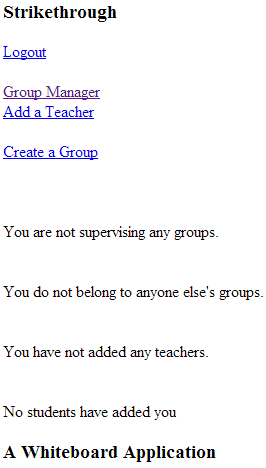 Strikethrough
Logout
Group Manager
Add a Teacher
Create a Group
You are not supervising any groups.
You do not belong to anyone else's groups.
You have not added any teachers.
No students have added you
A Whiteboard Application